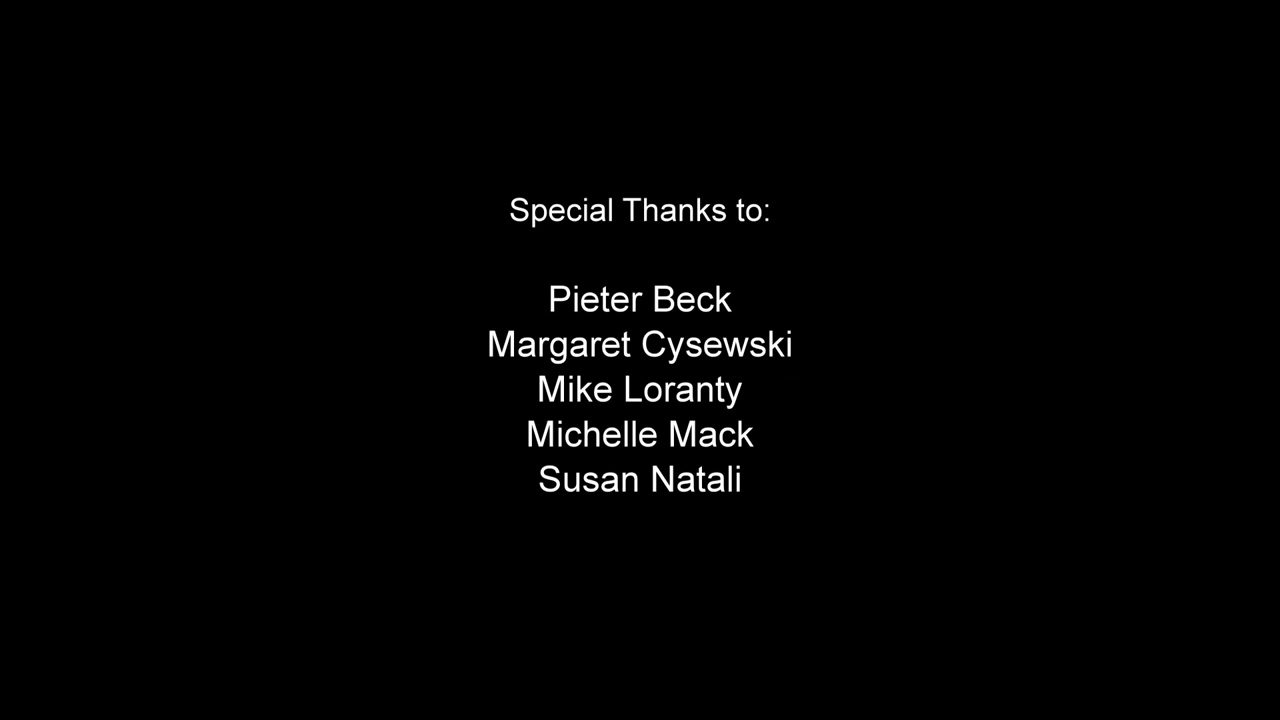 Special Thanks to:
Pieter Beck
Margaret Cysewski
Mike Loranty
Michelle Mack
Susan Natali